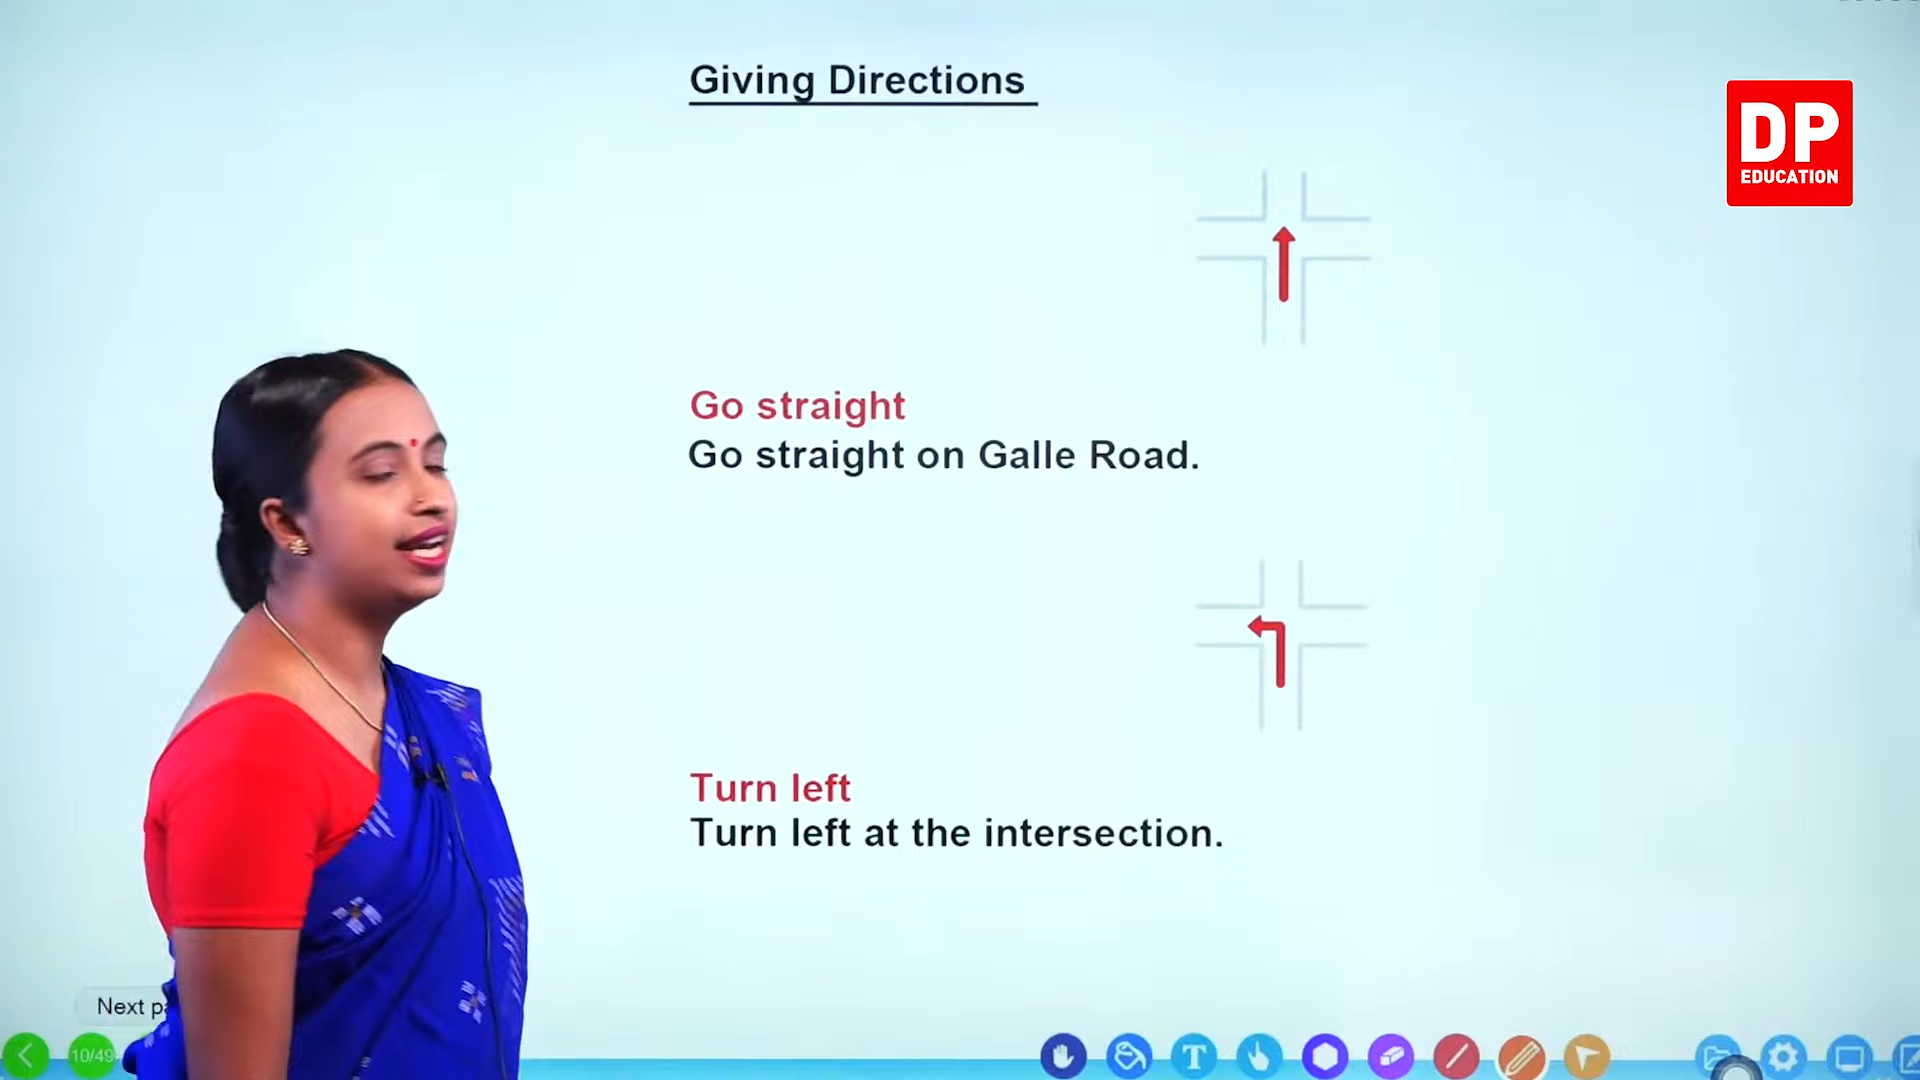 Giving Directions
DP
EDUCATION
Go straight
Go straight on Galle Road.
Turn left
Turn left at the intersection.
Next
10/49
T